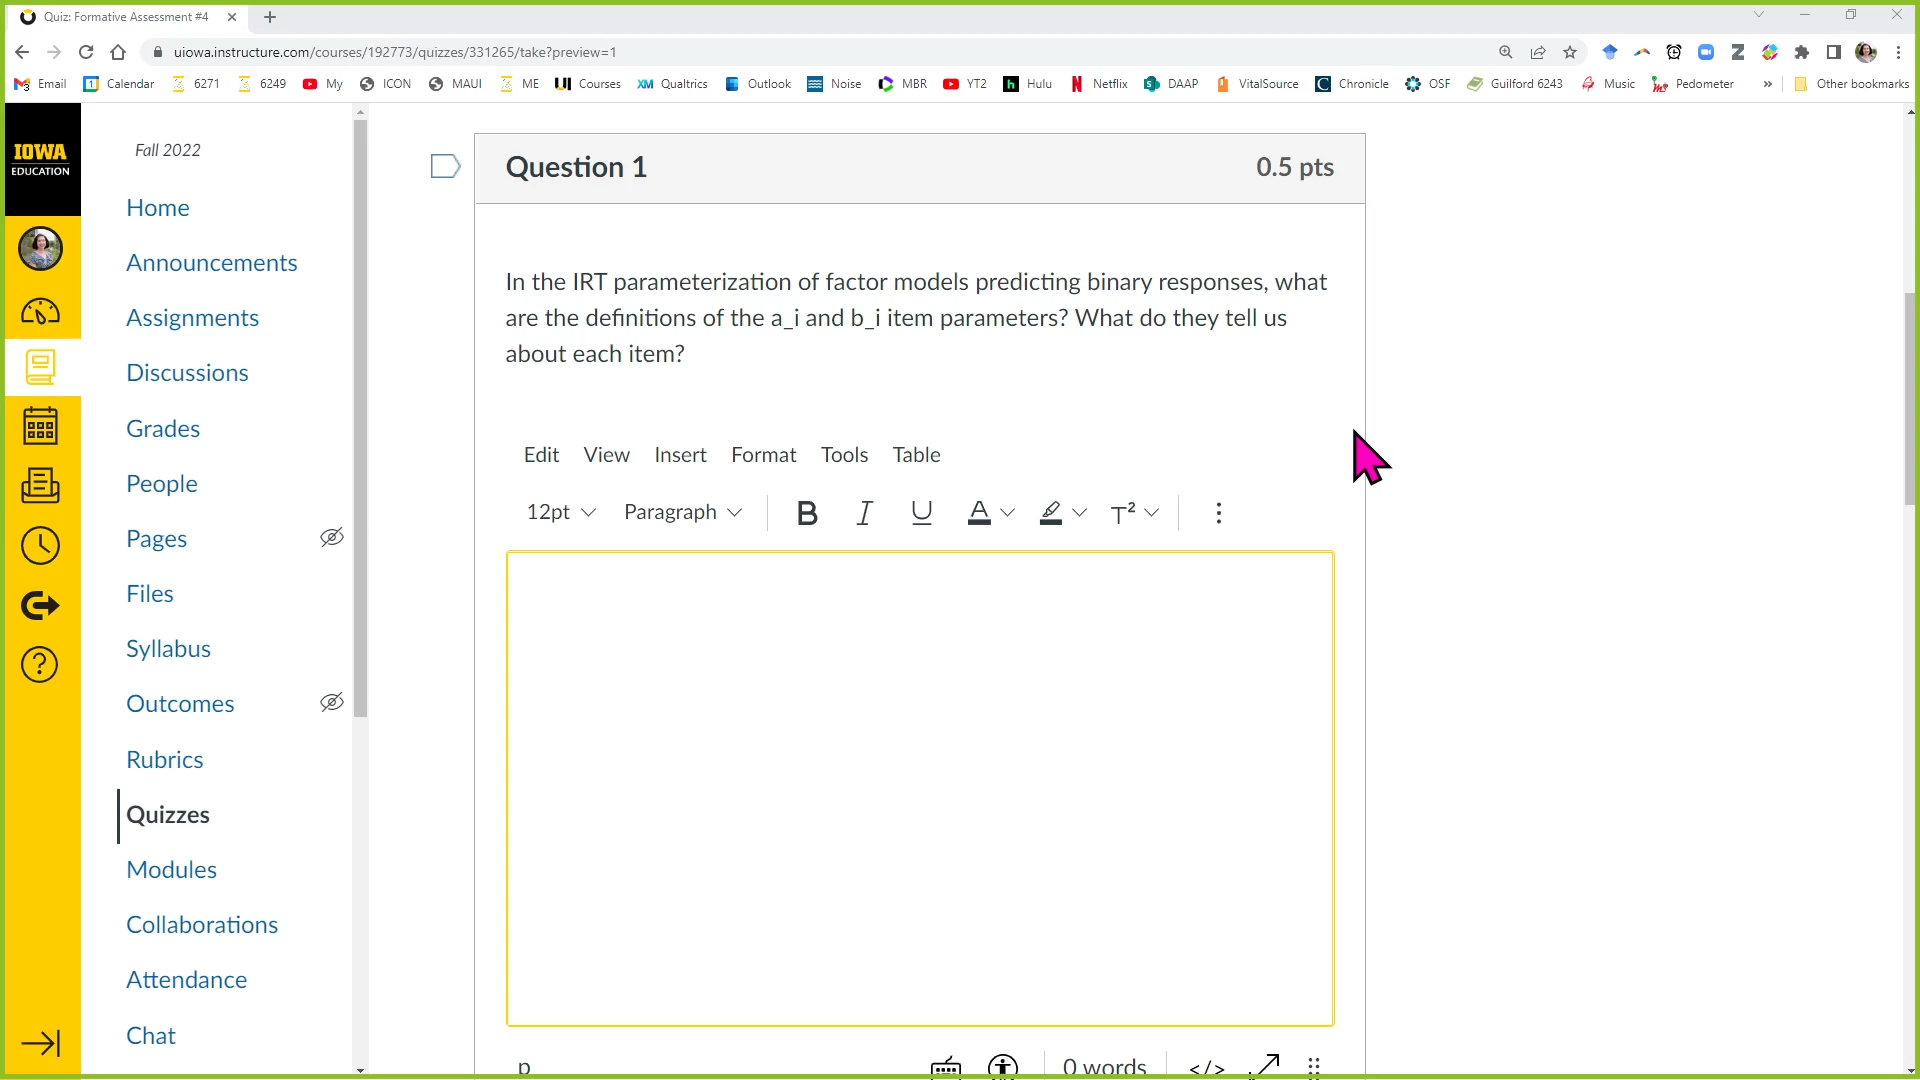 Quiz: Formative Assessment #4
uiowa.instructure.com/courses/192773/quizzes/331265/take?preview=1
Email Calendar 6271 6249 My ICON MAUI ME Courses Qualtrics Outlook Noise MBR YT2 Hulu Netflix DAAP VitalSource Chronicle OSF Guilford 6243 Music Pedometer » Other bookmarks
IOWA
EDUCATION
Fall 2022
Home
Announcements
Assignments
Discussions
Grades
People
Pages
Files
Syllabus
Outcomes
Rubrics
Quizzes
Modules
Collaborations
Attendance
Chat
Question 1 0.5 pts
In the IRT parameterization of factor models predicting binary responses, what
are the definitions of the a_i and b_i item parameters? What do they tell us
about each item?
Edit View Insert Format Tools Table
12pt Paragraph B I U A T²
p 0 words </>